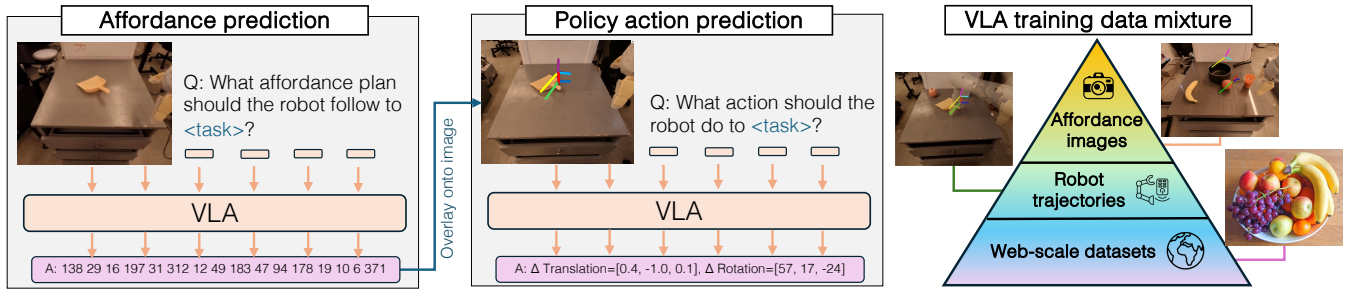 Affordance prediction
Q: What affordance plan
should the robot follow to
<task>?
VLA
A: 138 29 16 197 31 312 12 49 183 47 94 178 19 10 6 371
Overlay onto image
Policy action prediction
Q: What action should the
robot do to <task>?
VLA
A: Δ Translation=[0.4, -1.0, 0.1], Δ Rotation=[57, 17, -24]
VLA training data mixture
Affordance
images
Robot
trajectories
Web-scale datasets